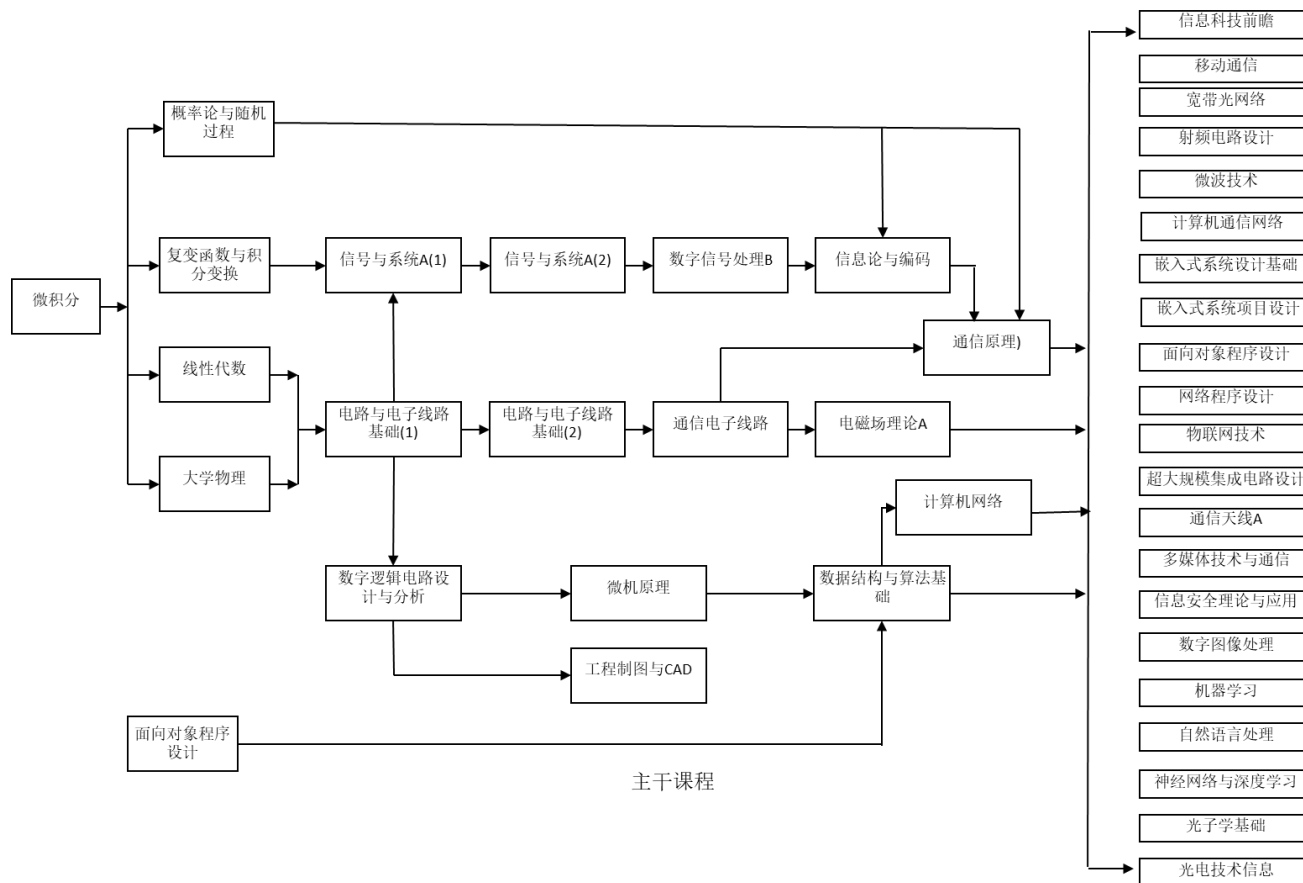 微积分
概率论与随机
过程
复变函数与积
分变换
线性代数
大学物理
面向对象程序
设计
信号与系统A(1)
电路与电子线路
基础(1)
数字逻辑电路设
计与分析
信号与系统A(2)
电路与电子线路
基础(2)
微机原理
工程制图与CAD
数字信号处理B
通信电子线路
信息论与编码
电磁场理论A
数据结构与算法基
础
通信原理)
计算机网络
主干课程
信息科技前瞻
移动通信
宽带光网络
射频电路设计
微波技术
计算机通信网络
嵌入式系统设计基础
嵌入式系统项目设计
面向对象程序设计
网络程序设计
物联网技术
超大规模集成电路设计
通信天线A
多媒体技术与通信
信息安全理论与应用
数字图像处理
机器学习
自然语言处理
神经网络与深度学习
光子学基础
光电技术信息